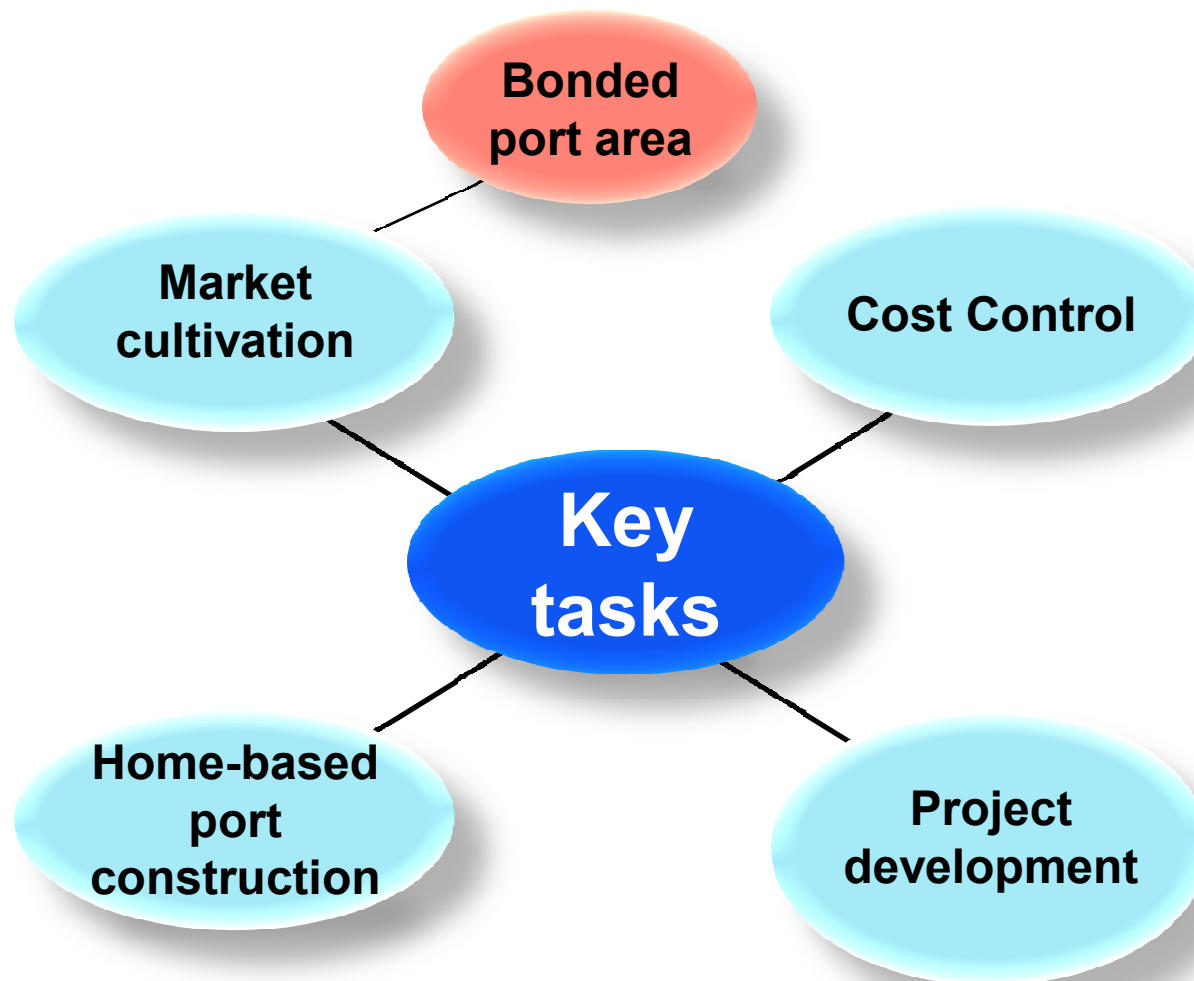 Bonded
port area
Market
cultivation
Cost Control
Key
tasks
Home-based
port
construction
Project
development